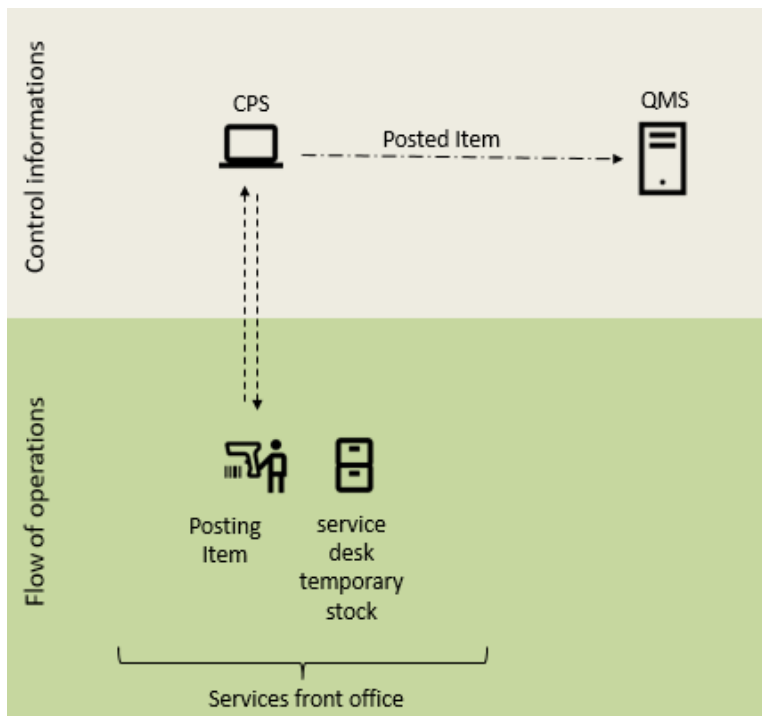 Control informations
CPS
QMS
Posted Item
Flow of operations
Posting
Item
service
desk
temporary
stock
Services front office